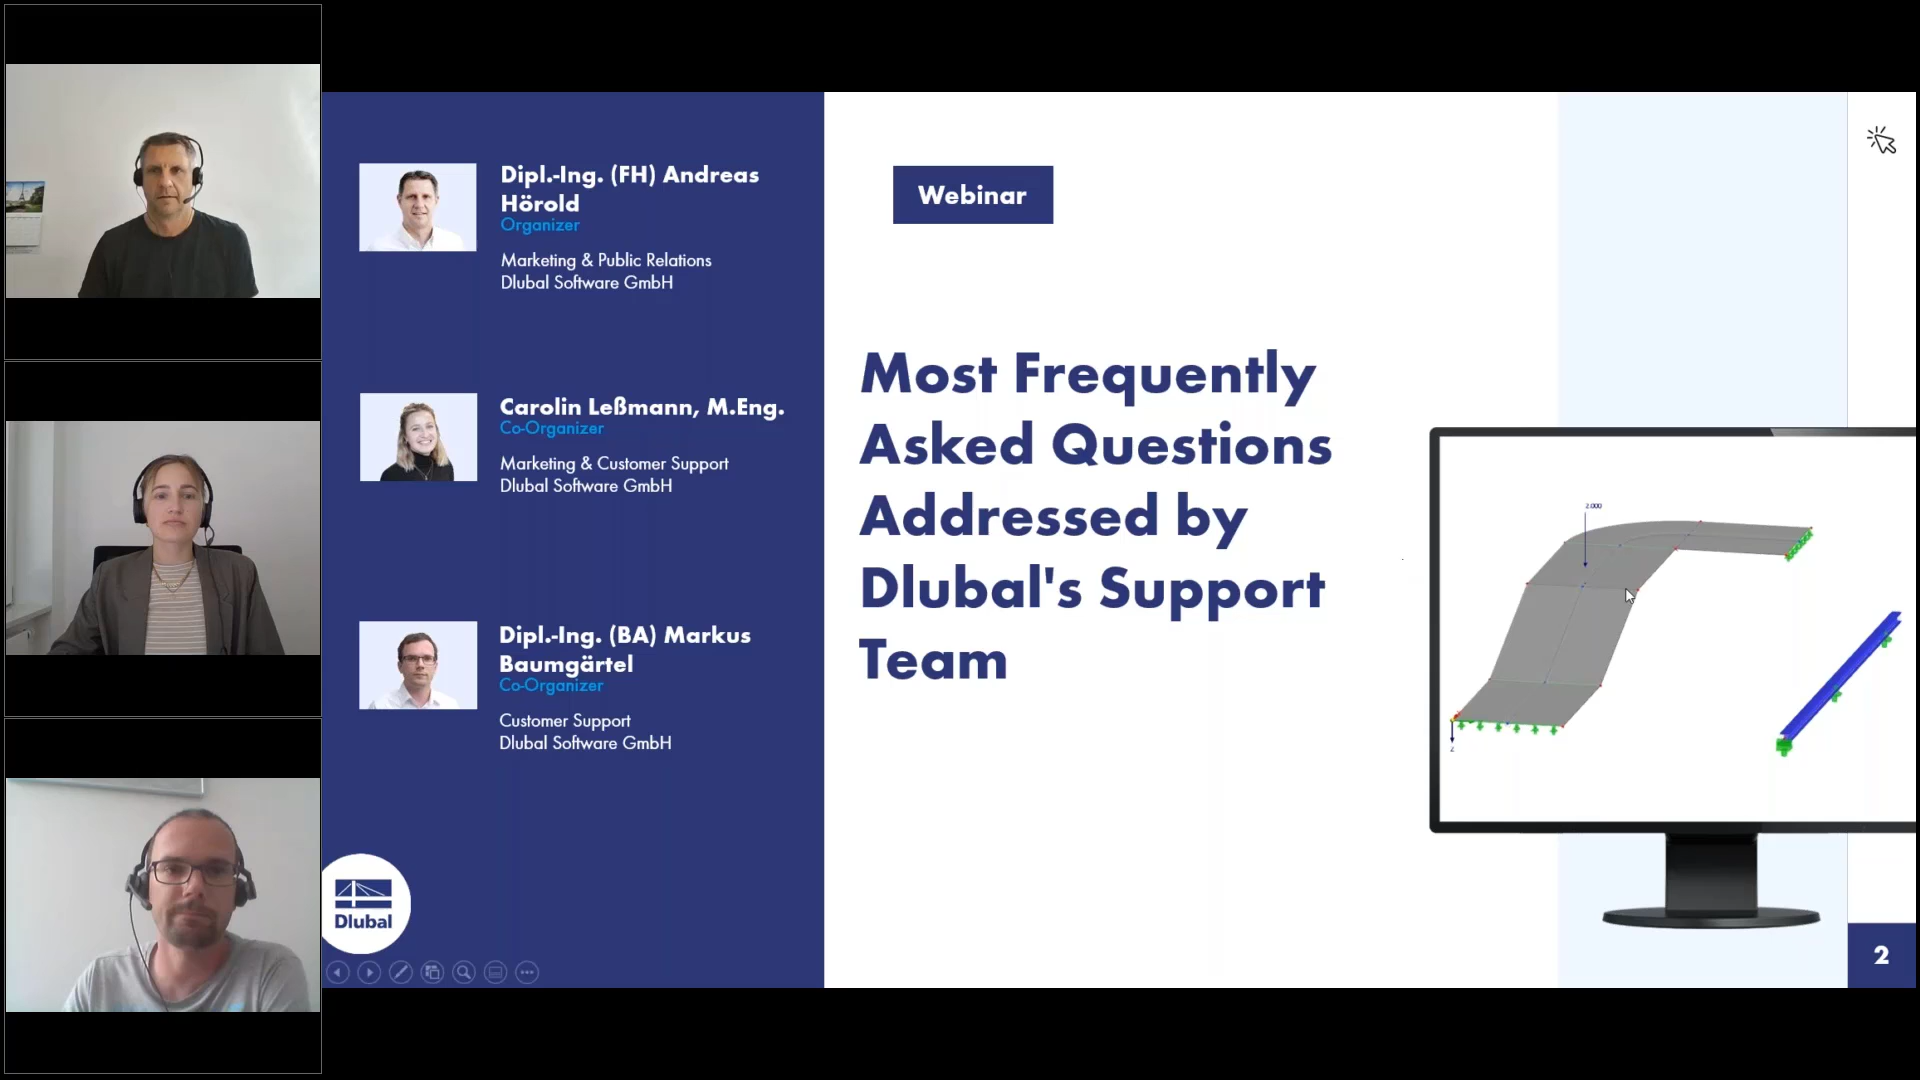 Dipl.-Ing. (FH) Andreas
Hörold
Organizer
Marketing & Public Relations
Dlubal Software GmbH
Carolin Leßmann, M.Eng.
Co-Organizer
Marketing & Customer Support
Dlubal Software GmbH
Dipl.-Ing. (BA) Markus
Baumgärtel
Co-Organizer
Customer Support
Dlubal Software GmbH
Dlubal
Webinar
Most Frequently
Asked Questions
Addressed by
Dlubal's Support
Team
2.000
Z
2